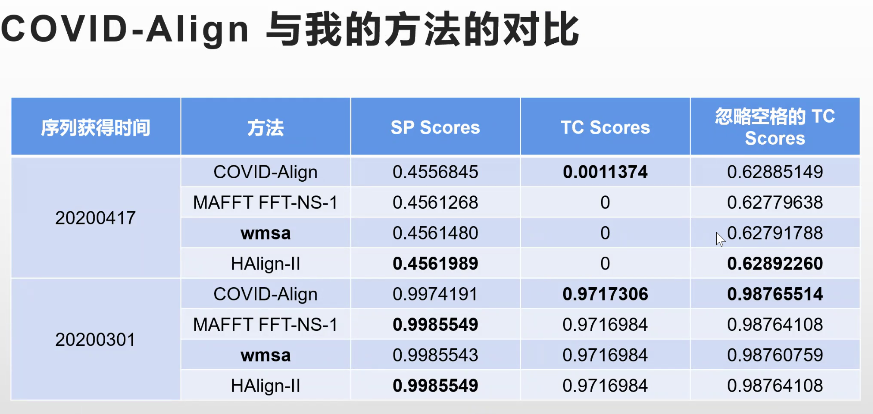 COVID-Align 与我的方法的对比
序列获得时间 方法 SP Scores TC Scores 忽略空格的 TC
Scores
20200417
COVID-Align 0.4556845 0.0011374 0.62885149
MAFFT FFT-NS-1 0.4561268 0 0.62779638
wmsa 0.4561480 0 0.62791788
HAlign-II 0.4561989 0 0.62892260
20200301
COVID-Align 0.9974191 0.9717306 0.98765514
MAFFT FFT-NS-1 0.9985549 0.9716984 0.98764108
wmsa 0.9985543 0.9716984 0.98760759
HAlign-II 0.9985549 0.9716984 0.98764108